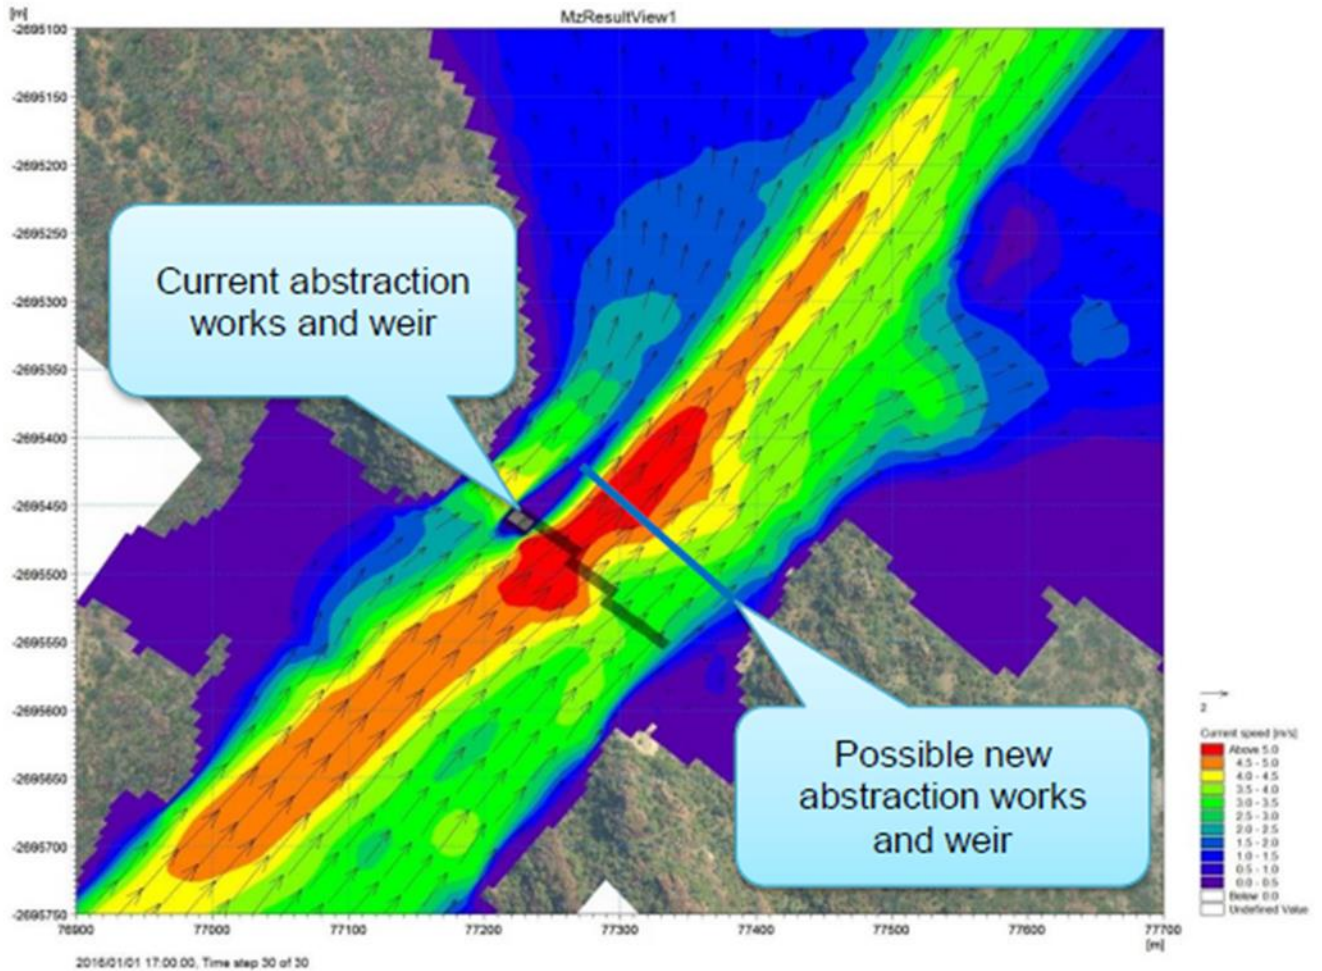 [m]
MzResultView1
-2695100
-2695150
-2695200
-2695250
-2695300
-2695350
-2695400
-2695450
-2695500
-2695550
-2695600
-2695650
-2695700
-2695750
Current abstraction
works and weir
Possible new
abstraction works
and weir
76900 77000 77100 77200 77300 77400 77500 77600 77700
[m]
2016/01/01 17:00:00, Time step 30 of 30
2
Current speed [m/s]
Above 5.0
4.5 - 5.0
4.0 - 4.5
3.5 - 4.0
3.0 - 3.5
2.5 - 3.0
2.0 - 2.5
1.5 - 2.0
1.0 - 1.5
0.5 - 1.0
0.0 - 0.5
Below 0.0
Undefined Value